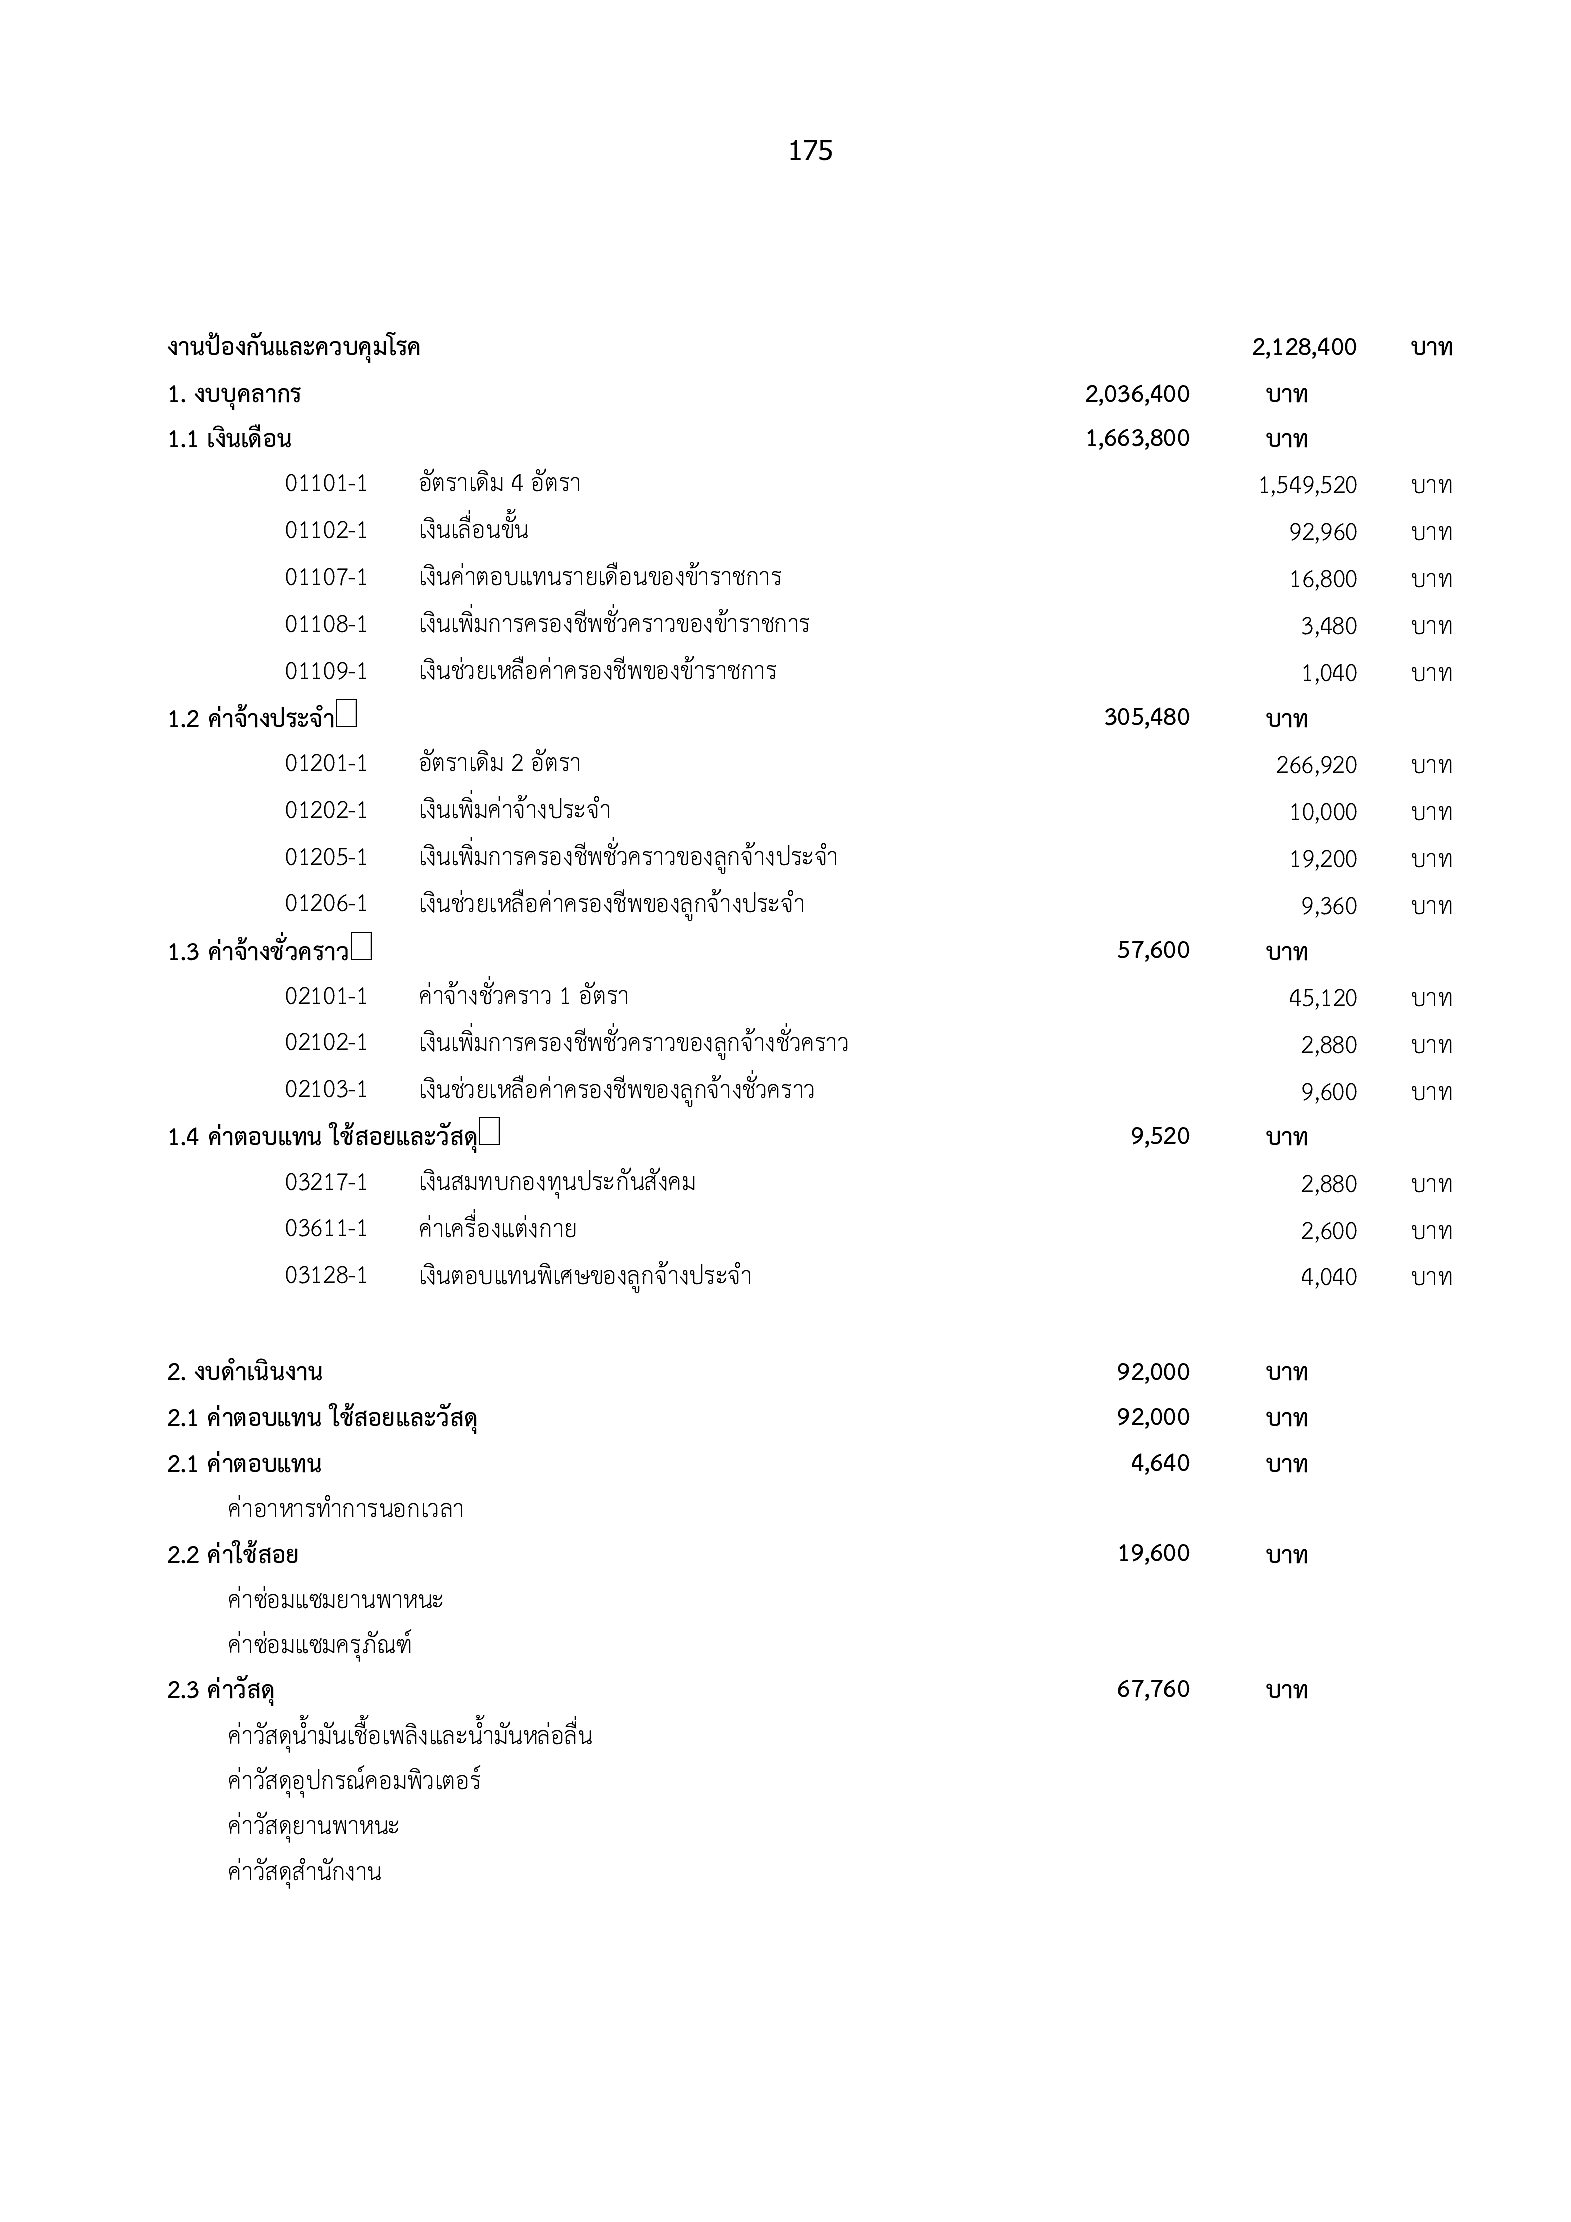 175
งานป้องกันและควบคุมโรค 2,128,400 บาท
1. งบบุคลากร 2,036,400 บาท
1.1 เงินเดือน 1,663,800 บาท
01101-1 อัตราเดิม 4 อัตรา 1,549,520 บาท
01102-1 เงินเลื่อนขั้น 92,960 บาท
01107-1 เงินค่าตอบแทนรายเดือนของข้าราชการ 16,800 บาท
01108-1 เงินเพิ่มการครองชีพชั่วคราวของข้าราชการ 3,480 บาท
01109-1 เงินช่วยเหลือค่าครองชีพของข้าราชการ 1,040 บาท
1.2 ค่าจ้างประจำ 305,480 บาท
01201-1 อัตราเดิม 2 อัตรา 266,920 บาท
01202-1 เงินเพิ่มค่าจ้างประจำ 10,000 บาท
01205-1 เงินเพิ่มการครองชีพชั่วคราวของลูกจ้างประจำ 19,200 บาท
01206-1 เงินช่วยเหลือค่าครองชีพของลูกจ้างประจำ 9,360 บาท
1.3 ค่าจ้างชั่วคราว 57,600 บาท
02101-1 ค่าจ้างชั่วคราว 1 อัตรา 45,120 บาท
02102-1 เงินเพิ่มการครองชีพชั่วคราวของลูกจ้างชั่วคราว 2,880 บาท
02103-1 เงินช่วยเหลือค่าครองชีพของลูกจ้างชั่วคราว 9,600 บาท
1.4 ค่าตอบแทน ใช้สอยและวัสดุ 9,520 บาท
03217-1 เงินสมทบกองทุนประกันสังคม 2,880 บาท
03611-1 ค่าเครื่องแต่งกาย 2,600 บาท
03128-1 เงินตอบแทนพิเศษของลูกจ้างประจำ 4,040 บาท
2. งบดำเนินงาน 92,000 บาท
2.1 ค่าตอบแทน ใช้สอยและวัสดุ 92,000 บาท
2.1 ค่าตอบแทน 4,640 บาท
ค่าอาหารทำการนอกเวลา
2.2 ค่าใช้สอย 19,600 บาท
ค่าซ่อมแซมยานพาหนะ
ค่าซ่อมแซมครุภัณฑ์
2.3 ค่าวัสดุ 67,760 บาท
ค่าวัสดุน้ำมันเชื้อเพลิงและน้ำมันหล่อลื่น
ค่าวัสดุอุปกรณ์คอมพิวเตอร์
ค่าวัสดุยานพาหนะ
ค่าวัสดุสำนักงาน